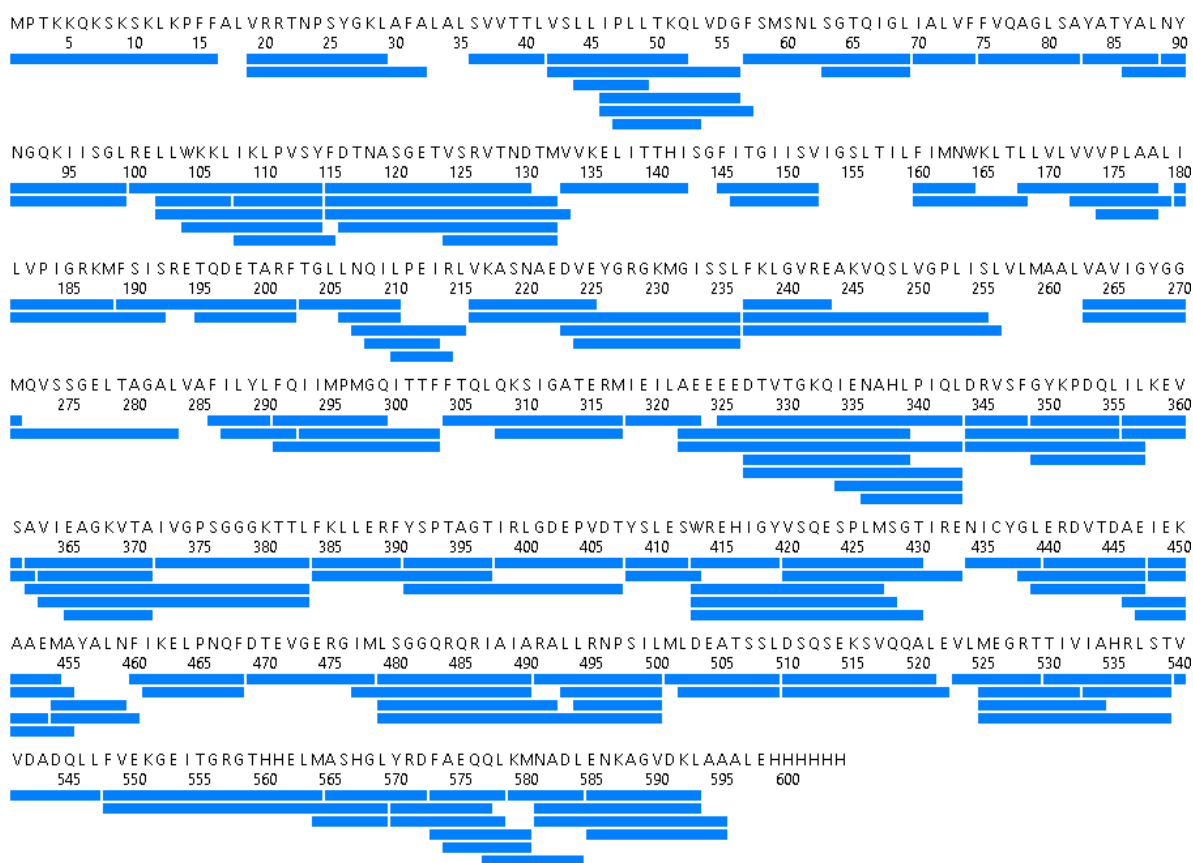 MPTKKQKSKSKLKPFFALVRRTNPSYGKLAFALALSVVTTLVSLLIPLLTKQLVDGFSMSNLSGTQIGLIALVFFVQAGLSAYATYALNY
5 10 15 20 25 30 35 40 45 50 55 60 65 70 75 80 85 90
NGQKIISGLRELLWKKLIKLPVSYFDTNASGETVSRVTNDTMVVKELITTHISGFITGIISVIGSLTILFIMNWKLTLLVLVVVPLAALI
95 100 105 110 115 120 125 130 135 140 145 150 155 160 165 170 175 180
LVPIGRKMFSISRETQDETARFTGLLNQILPEIRLVKASNAEDVEYGRGKMGISSLFKLGVREAKVQSLVGPLISLVLMAALVAVIGYGG
185 190 195 200 205 210 215 220 225 230 235 240 245 250 255 260 265 270
MQVSSGELTAGALVAFILYLFQIIMPMGQITTFFTQLQKSIGATERMIEILAEEEEDTVTGKQIENAHLPIQLDRVSFGYKPDQLILKEV
275 280 285 290 295 300 305 310 315 320 325 330 335 340 345 350 355 360
SAVIEAGKVTAIVGPSGGGKTTLFKLLERFYSPTAGTIRLGDEPVDTYSLESWREHIGYVSQESPLMSGTIRENICYGLERDVTDAEIEK
365 370 375 380 385 390 395 400 405 410 415 420 425 430 435 440 445 450
AAEMAYALNFIKELPNQFDTEVGERGIMLSGGQRQRIAIARALLRNPSILMLDEATSSLDSQSEKSVQQALEVLMEGRTTIVIAHRLSTV
455 460 465 470 475 480 485 490 495 500 505 510 515 520 525 530 535 540
VDADQLLFVEKGEITGRGTHHELMASHGLYRDFAEQQLKMNADLENKAGVDKLAAALEHHHHHH
545 550 555 560 565 570 575 580 585 590 595 600